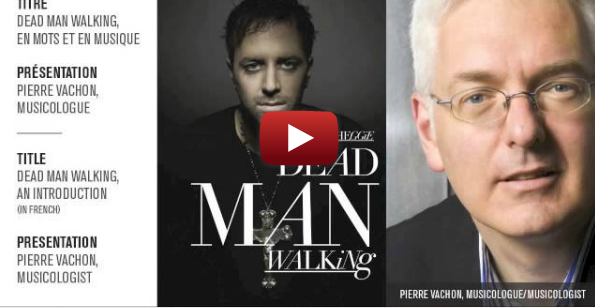 TITRE
DEAD MAN WALKING,
EN MOTS ET EN MUSIQUE
PRÉSENTATION
PIERRE VACHON,
MUSICOLOGUE
TITLE
DEAD MAN WALKING,
AN INTRODUCTION
(IN FRENCH)
PRESENTATION
PIERRE VACHON,
MUSICOLOGIST
HEGGIE
DEAD
MAN
WALKiNg
PIERRE VACHON, MUSICOLOGUE/MUSICOLOGIST